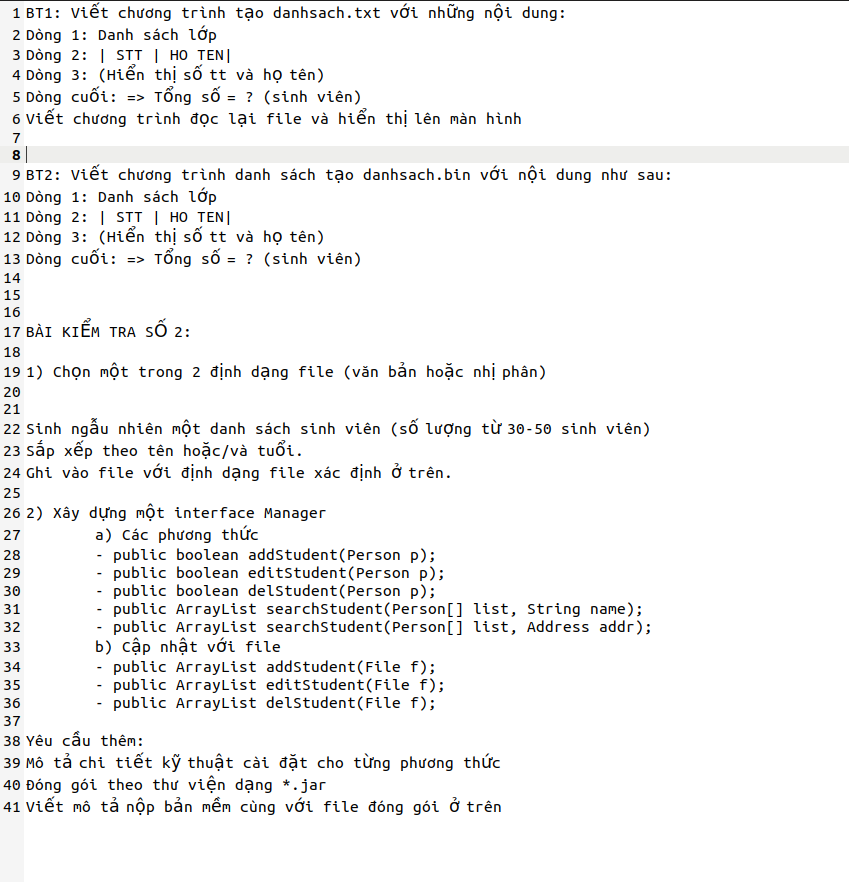 1 BT1: Viết chương trình tạo danhsach.txt với những nội dung:
2 Dòng 1: Danh sách lớp
3 Dòng 2: | STT | HO TEN|
4 Dòng 3: (Hiển thị số tt và họ tên)
5 Dòng cuối: => Tổng số = ? (sinh viên)
6 Viết chương trình đọc lại file và hiển thị lên màn hình
7
8
9 BT2: Viết chương trình danh sách tạo danhsach.bin với nội dung như sau:
10 Dòng 1: Danh sách lớp
11 Dòng 2: | STT | HO TEN|
12 Dòng 3: (Hiển thị số tt và họ tên)
13 Dòng cuối: => Tổng số = ? (sinh viên)
14
15
16
17 BÀI KIỂM TRA SỐ 2:
18
19 1) Chọn một trong 2 định dạng file (văn bản hoặc nhị phân)
20
21
22 Sinh ngẫu nhiên một danh sách sinh viên (số lượng từ 30-50 sinh viên)
23 Sắp xếp theo tên hoặc/và tuổi.
24 Ghi vào file với định dạng file xác định ở trên.
25
26 2) Xây dựng một interface Manager
27 a) Các phương thức
28 - public boolean addStudent(Person p);
29 - public boolean editStudent(Person p);
30 - public boolean delStudent(Person p);
31 - public ArrayList searchStudent(Person[] list, String name);
32 - public ArrayList searchStudent(Person[] list, Address addr);
33 b) Cập nhật với file
34 - public ArrayList addStudent(File f);
35 - public ArrayList editStudent(File f);
36 - public ArrayList delStudent(File f);
37
38 Yêu cầu thêm:
39 Mô tả chi tiết kỹ thuật cài đặt cho từng phương thức
40 Đóng gói theo thư viện dạng *.jar
41 Viết mô tả nộp bản mềm cùng với file đóng gói ở trên